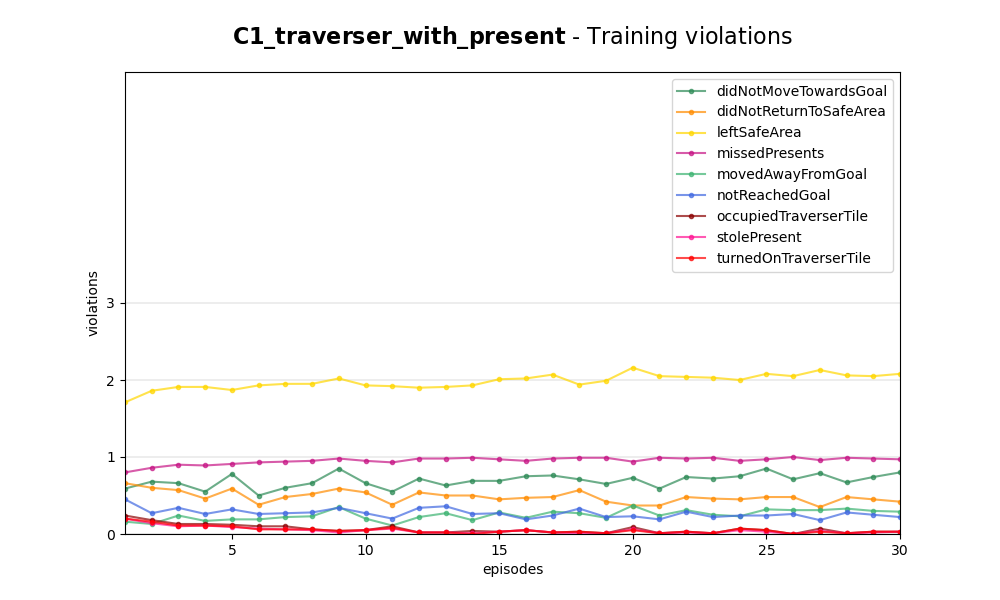 C1_traverser_with_present - Training violations
didNotMoveTowardsGoal
didNotReturnToSafeArea
leftSafeArea
missedPresents
movedAwayFromGoal
notReachedGoal
occupiedTraverserTile
stolePresent
turnedOnTraverserTile
violations
3
2
1
0
5
10
15
20
25
30
episodes